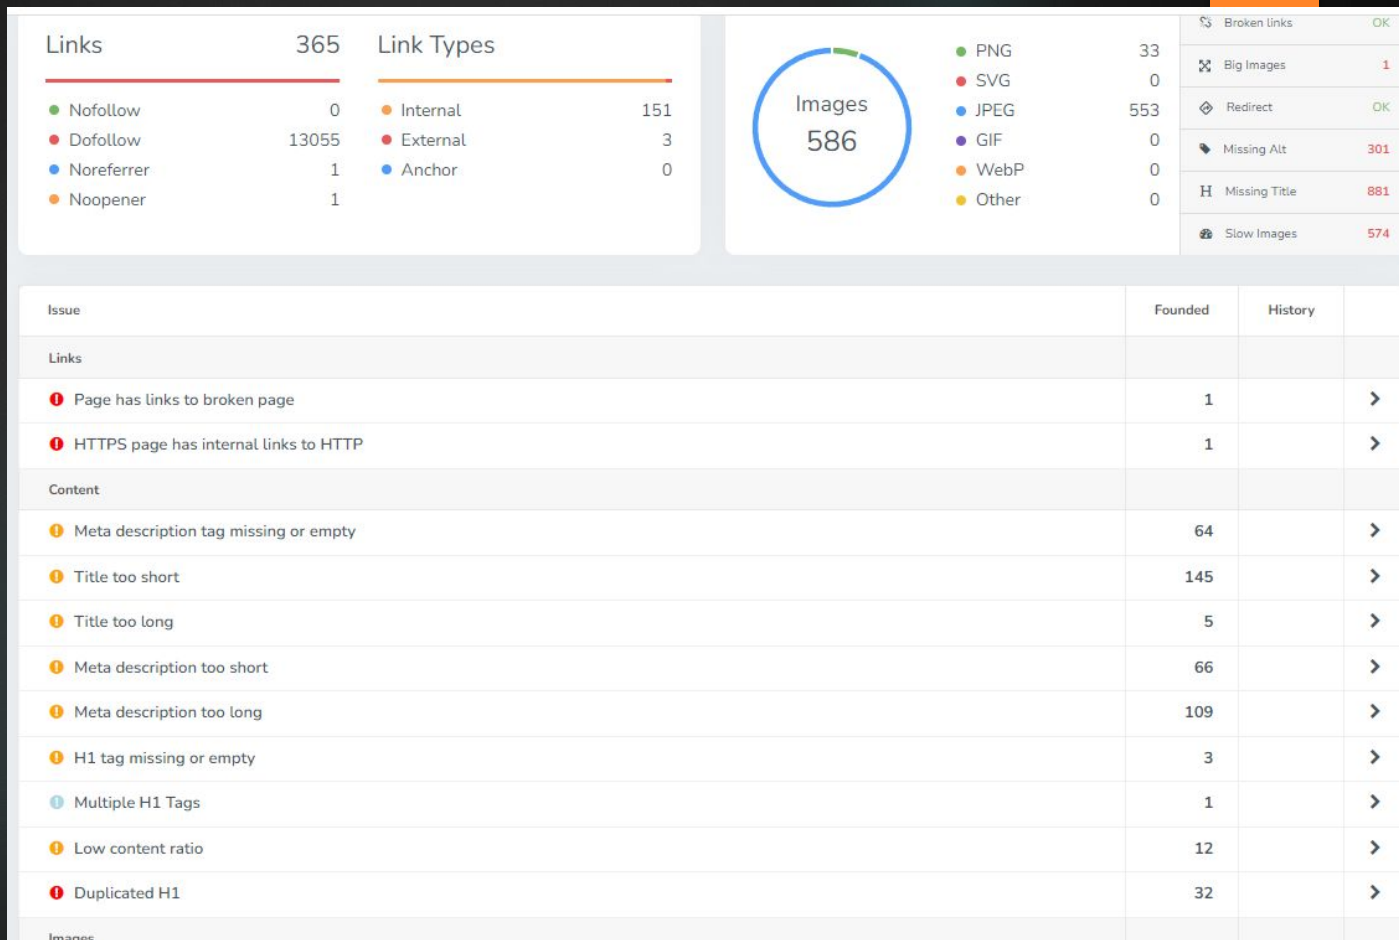 Links 365
Nofollow 0
Dofollow 13055
Noreferrer 1
Noopener 1
Link Types
Internal 151
External 3
Anchor 0
Images
586
PNG 33
SVG 0
JPEG 553
GIF 0
WebP 0
Other 0
Broken links OK
Big Images 1
Redirect OK
Missing Alt 301
H Missing Title 881
Slow Images 574
Issue Founded History
Links
Page has links to broken page 1
HTTPS page has internal links to HTTP 1
Content
Meta description tag missing or empty 64
Title too short 145
Title too long 5
Meta description too short 66
Meta description too long 109
H1 tag missing or empty 3
Multiple H1 Tags 1
Low content ratio 12
Duplicated H1 32
Images